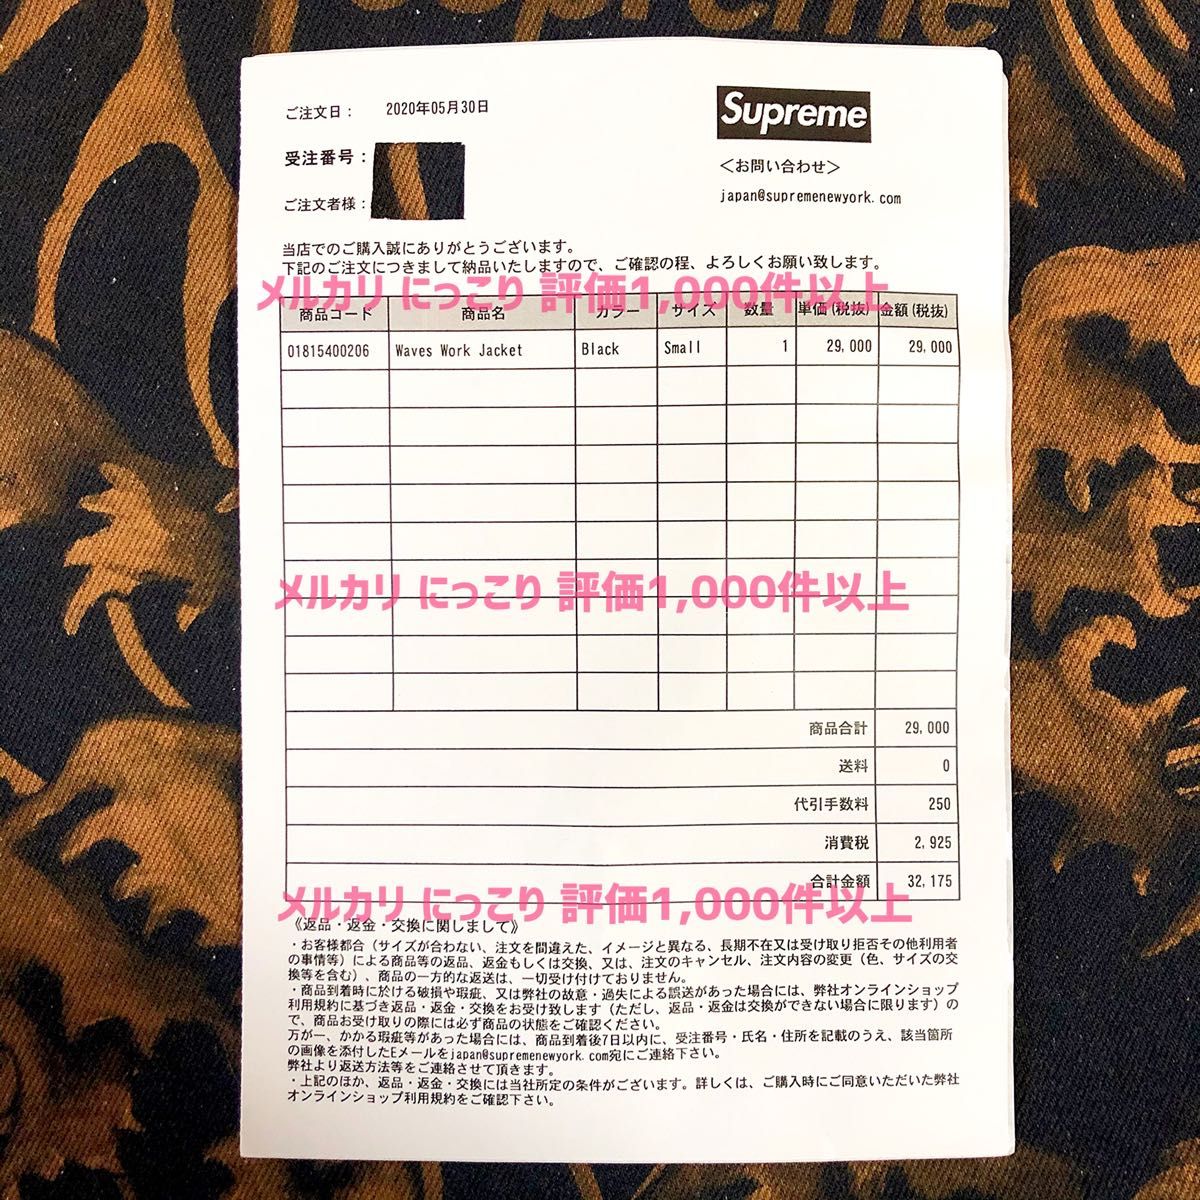 Supreme
ご注文日: 2020年05月30日
Supreme
受注番号:
<お問い合わせ>
ご注文者様:
japan@supremenewyork.com
当店でのご購入誠にありがとうございます。
下記のご注文につきまして納品いたしますので、ご確認の程、よろしくお願い致します。
メルカリ にっこり 評価1,000件以上
商品コード 商品名 カラー サイズ 数量 単価(税抜) 金額(税抜)
01815400206 Waves Work Jacket Black Small 1 29,000 29,000
メルカリ にっこり 評価1,000件以上
商品合計 29,000
送料 0
代引手数料 250
消費税 2,925
合計金額 32,175
メルカリ にっこり 評価1,000件以上
《返品・返金・交換に関しまして》
・お客様都合(サイズが合わない、注文を間違えた、イメージと異なる、長期不在又は受け取り拒否その他利用者
の事情等)による商品等の返品、返金もしくは交換、又は、注文のキャンセル、注文内容の変更(色、サイズの交
換等を含む)、商品の一方的な返送は、一切受け付けておりません。
・商品到着時に於ける破損や瑕疵、又は弊社の故意・過失による誤送があった場合には、弊社オンラインショップ
利用規約に基づき返品・返金・交換をお受け致します(ただし、返品・返金は交換ができない場合に限ります)の
で、商品お受け取りの際には必ず商品の状態をご確認ください。
万が一、かかる瑕疵等があった場合には、商品到着後7日以内に、受注番号・氏名・住所を記載のうえ、該当箇所
の画像を添付したEメールをjapan@supremenewyork.com宛にご連絡下さい。
弊社より返送方法等をご連絡させて頂きます。
・上記のほか、返品・返金・交換には当社所定の条件がございます。詳しくは、ご購入時にご同意いただいた弊社
オンラインショップ利用規約をご確認下さい。